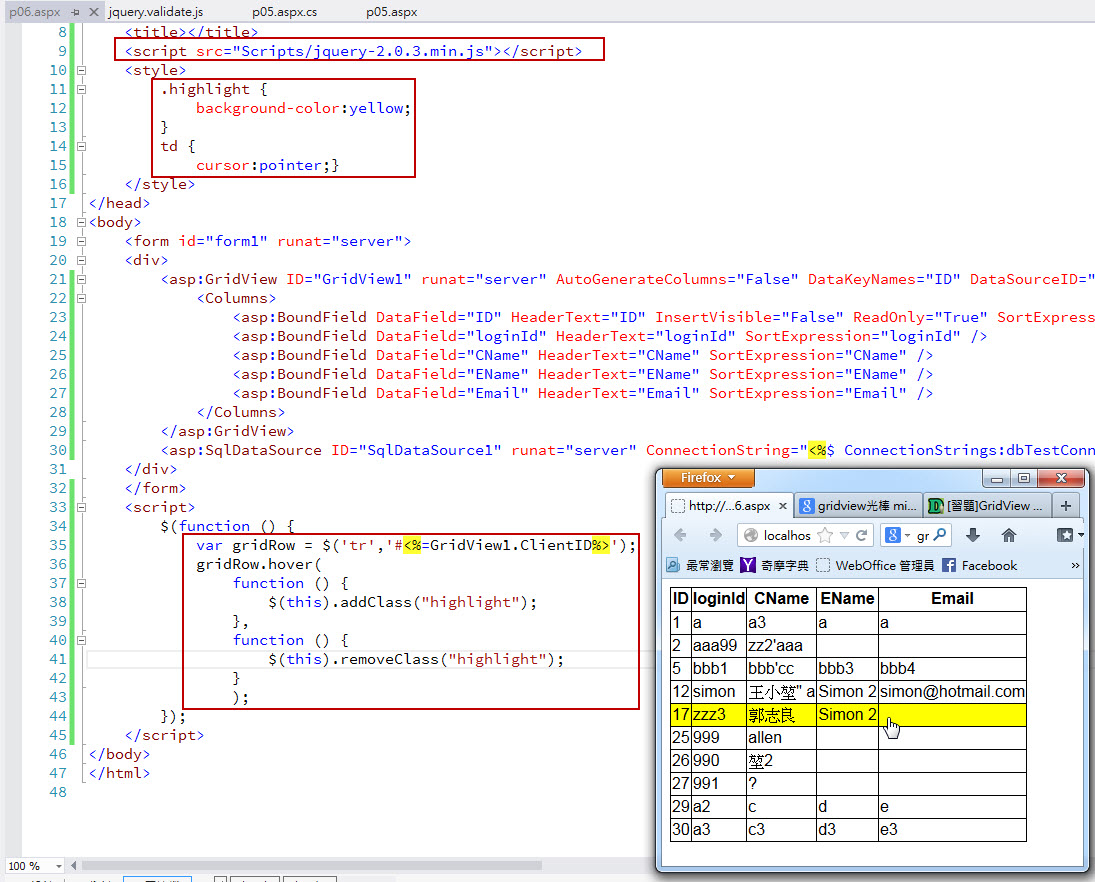 p06.aspx
jquery.validate.js
p05.aspx.cs
p05.aspx
8 <title></title>
9 <script src="Scripts/jquery-2.0.3.min.js"></script>
10 <style>
11 .highlight {
12 background-color:yellow;
13 }
14 td {
15 cursor:pointer;}
16 </style>
17 </head>
18 <body>
19 <form id="form1" runat="server">
20 <div>
21 <asp:GridView ID="GridView1" runat="server" AutoGenerateColumns="False" DataKeyNames="ID" DataSourceID="
22 <Columns>
23 <asp:BoundField DataField="ID" HeaderText="ID" InsertVisible="False" ReadOnly="True" SortExpress
24 <asp:BoundField DataField="loginId" HeaderText="loginId" SortExpression="loginId" />
25 <asp:BoundField DataField="CName" HeaderText="CName" SortExpression="CName" />
26 <asp:BoundField DataField="EName" HeaderText="EName" SortExpression="EName" />
27 <asp:BoundField DataField="Email" HeaderText="Email" SortExpression="Email" />
28 </Columns>
29 </asp:GridView>
30 <asp:SqlDataSource ID="SqlDataSource1" runat="server" ConnectionString="<%$ ConnectionStrings:dbTestConn
31 </div>
32 </form>
33 <script>
34 $(function () {
35 var gridRow = $('tr','#<%=GridView1.ClientID%>');
36 gridRow.hover(
37 function () {
38 $(this).addClass("highlight");
39 },
40 function () {
41 $(this).removeClass("highlight");
42 }
43 );
44 });
45 </script>
46 </body>
47 </html>
48
100 %
Firefox
http://...6.aspx
gridview光棒 mi...
[習題]GridView ...
localhos
gr
最常瀏覽 奇摩字典 WebOffice 管理員 Facebook »
ID loginId CName EName Email
1 a a3 a a
2 aaa99 zz2'aaa
5 bbb1 bbb'cc bbb3 bbb4
12 simon 王小堃" a Simon 2 simon@hotmail.com
17 zzz3 郭志良 Simon 2
25 999 allen
26 990 堃2
27 991 ?
29 a2 c d e
30 a3 c3 d3 e3